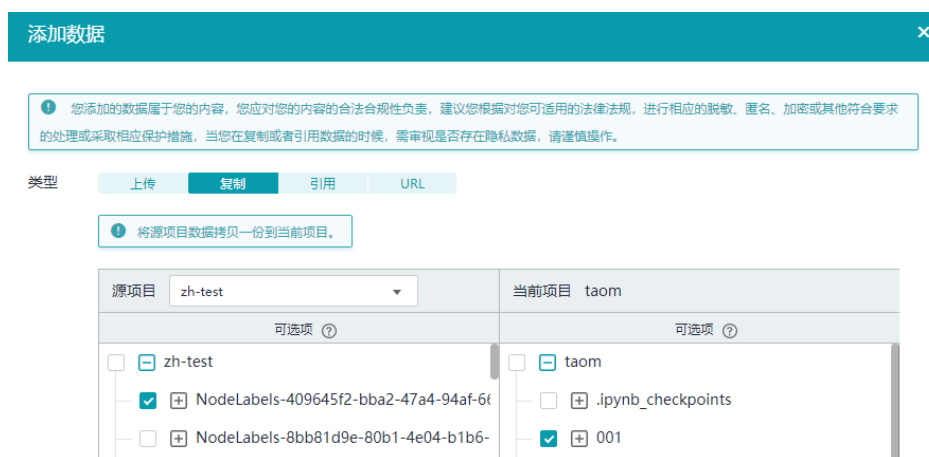 添加数据
您添加的数据属于您的内容，您应对您的内容的合法合规性负责，建议您根据对您可适用的法律法规，进行相应的脱敏、匿名、加密或其他符合要求
的处理或采取相应保护措施，当您在复制或者引用数据的时候，需审视是否存在隐私数据，请谨慎操作。
类型 上传 复制 引用 URL
将源项目数据拷贝一份到当前项目。
源项目 zh-test 当前项目 taom
可选项 可选项
zh-test taom
NodeLabels-409645f2-bba2-47a4-94af- .ipynb_checkpoints
NodeLabels-8bb81d9e-80b1-4e04-b1b6- 001